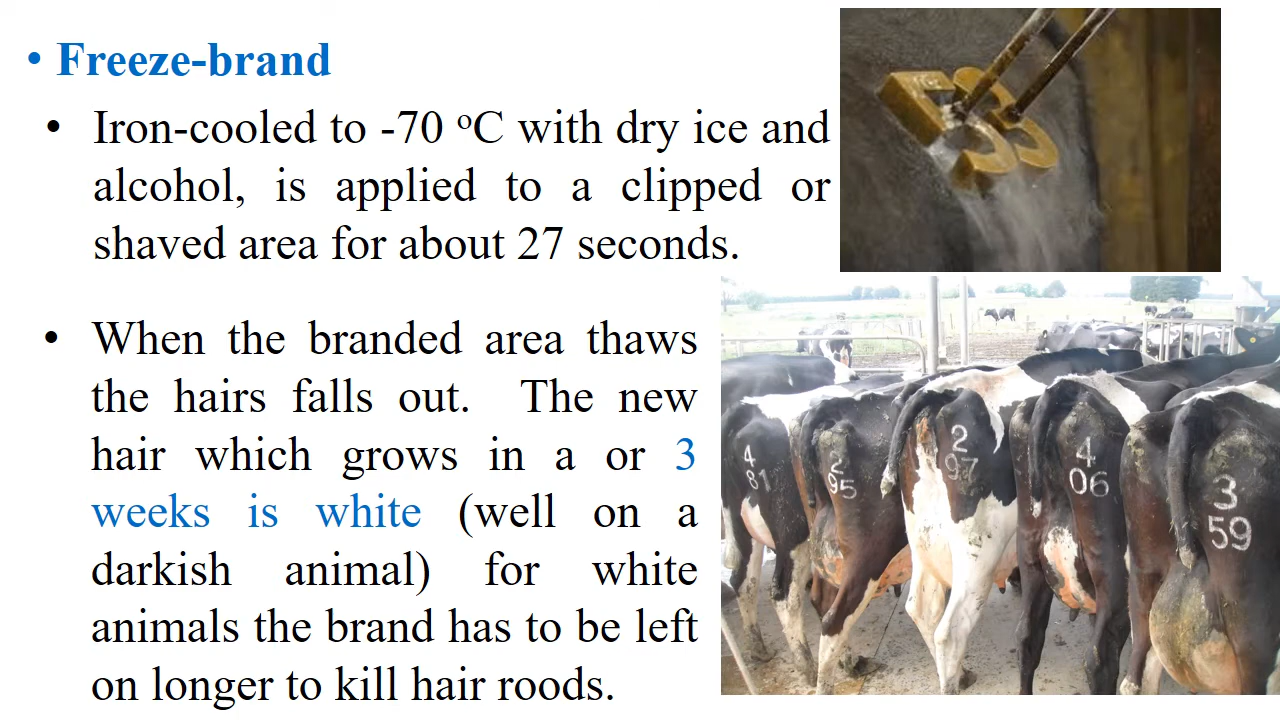 • Freeze-brand
• Iron-cooled to -70 ºC with dry ice and
alcohol, is applied to a clipped or
shaved area for about 27 seconds.
• When the branded area thaws
the hairs falls out. The new
hair which grows in a or 3
weeks is white (well on a
darkish animal) for white
animals the brand has to be left
on longer to kill hair roods.
53
4
81
2
95
2
97
4
06
3
59